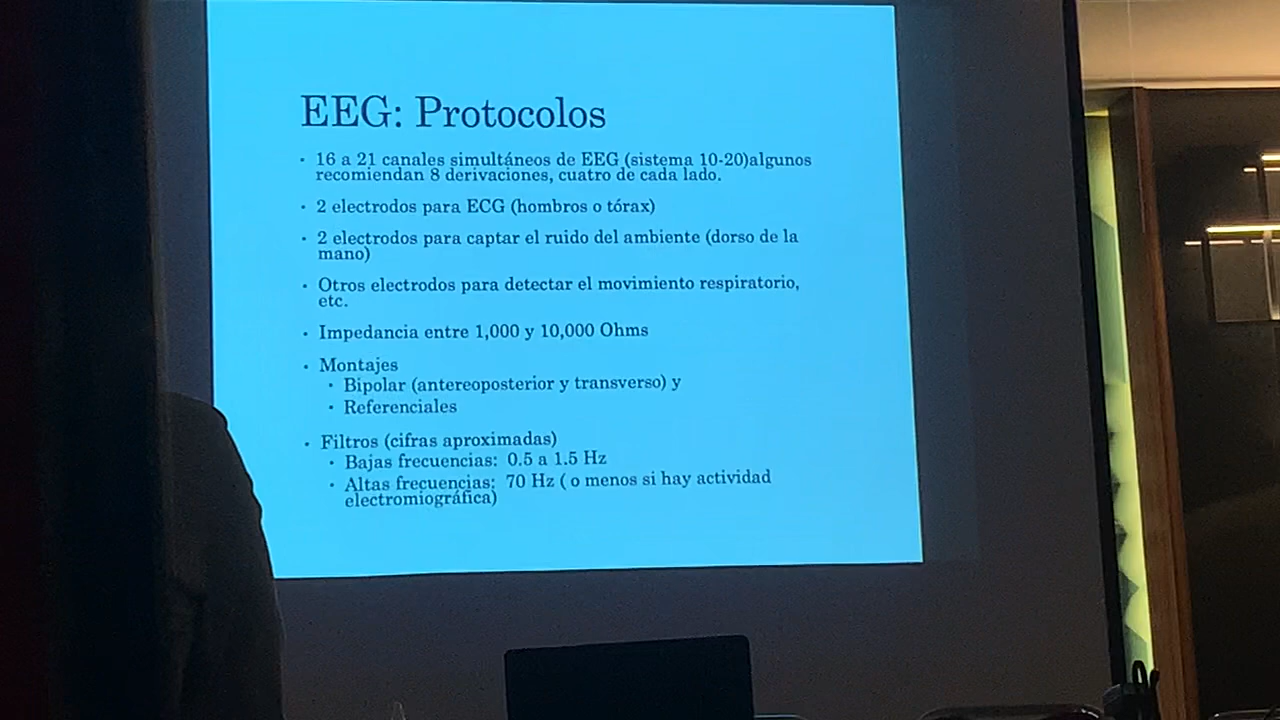 EEG: Protocolos
• 16 a 21 canales simultáneos de EEG (sistema 10-20)algunos
recomiendan 8 derivaciones, cuatro de cada lado.
• 2 electrodos para ECG (hombros o tórax)
• 2 electrodos para captar el ruido del ambiente (dorso de la
mano)
• Otros electrodos para detectar el movimiento respiratorio,
etc.
• Impedancia entre 1,000 y 10,000 Ohms
• Montajes
• Bipolar (antereoposterior y transverso) y
• Referenciales
• Filtros (cifras aproximadas)
• Bajas frecuencias: 0.5 a 1.5 Hz
• Altas frecuencias: 70 Hz ( o menos si hay actividad
electromiográfica)